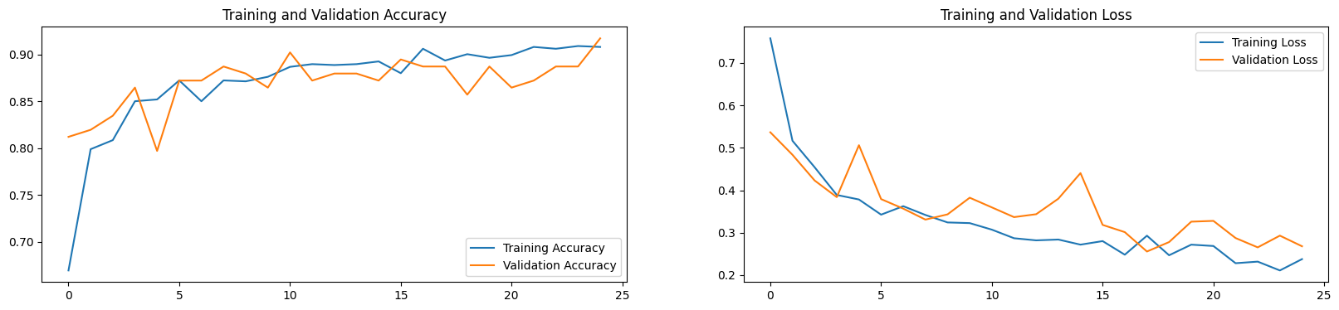 Training and Validation Accuracy
0.90
0.85
0.80
0.75
0.70
Training Accuracy
Validation Accuracy
0 5 10 15 20 25
Training and Validation Loss
Training Loss
Validation Loss
0.7
0.6
0.5
0.4
0.3
0.2
0 5 10 15 20 25